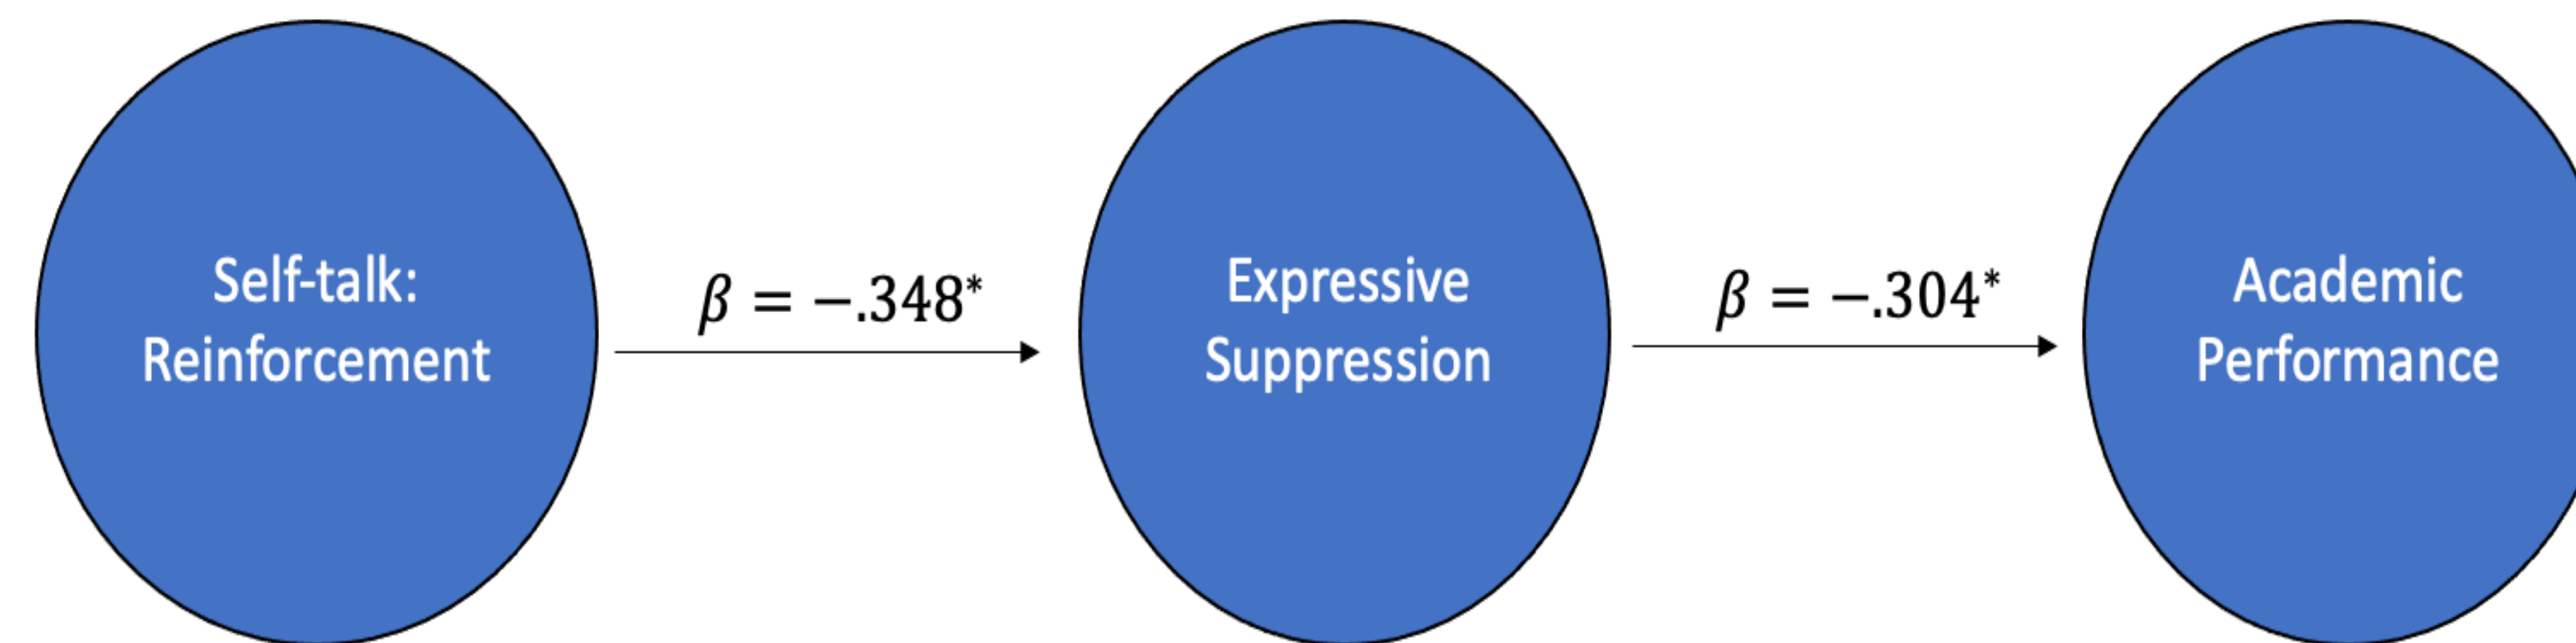 Self-talk:
Reinforcement
β = −.348*
Expressive
Suppression
β = −.304*
Academic
Performance